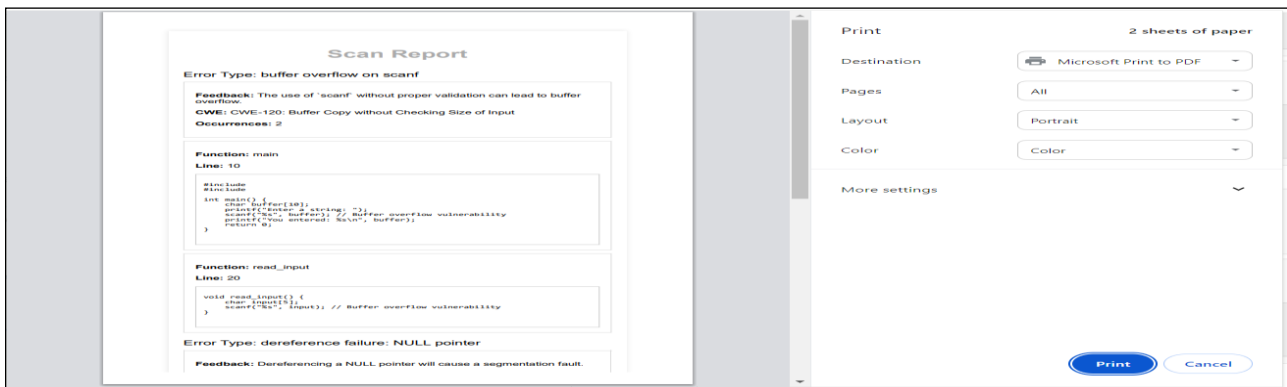 Scan Report
Error Type: buffer overflow on scanf
Feedback: The use of `scanf` without proper validation can lead to buffer
overflow.
CWE: CWE-120: Buffer Copy without Checking Size of Input
Occurrences: 2
Function: main
Line: 10
#include
#include
int main() {
char buffer[10];
printf("Enter a string: ");
scanf("%s", buffer); // Buffer overflow vulnerability
printf("You entered: %s\n", buffer);
return 0;
}
Function: read_input
Line: 20
void read_input() {
char input[5];
scanf("%s", input); // Buffer overflow vulnerability
}
Error Type: dereference failure: NULL pointer
Feedback: Dereferencing a NULL pointer will cause a segmentation fault.
Print 2 sheets of paper
Destination Microsoft Print to PDF
Pages All
Layout Portrait
Color Color
More settings
Print Cancel